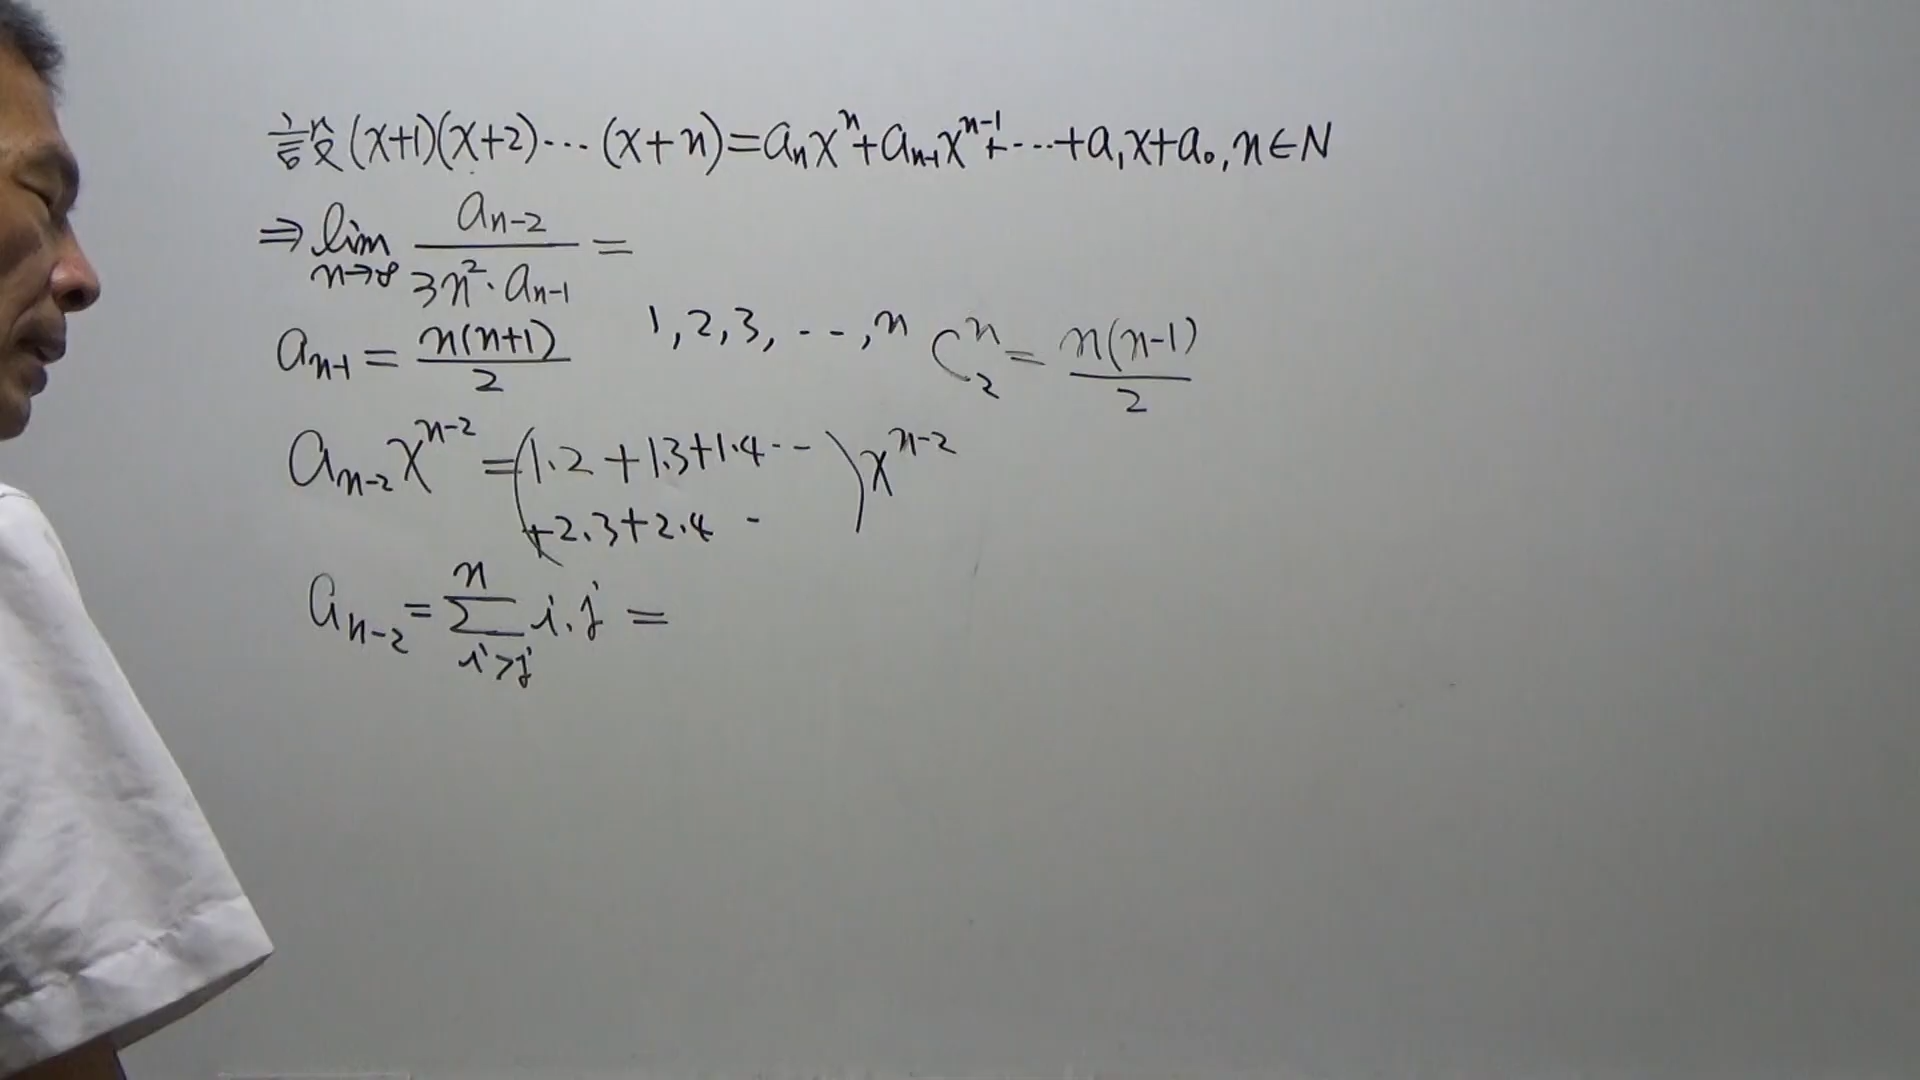 設(x+1)(x+2)⋯(x+n)=aₙxⁿ+aₙ₋₁xⁿ⁻¹+⋯+a₁x+a₀, n∈N
⇒ lim n→∞ aₙ₋₂ / 3n²·aₙ₋₁ =
aₙ₋₁ = n(n+1)/2 1,2,3,--,n C₂ⁿ = n(n-1)/2
aₙ₋₂xⁿ⁻² = (1·2+1·3+1·4--
+2·3+2·4 -)xⁿ⁻²
aₙ₋₂ = Σ n i>j i·j =